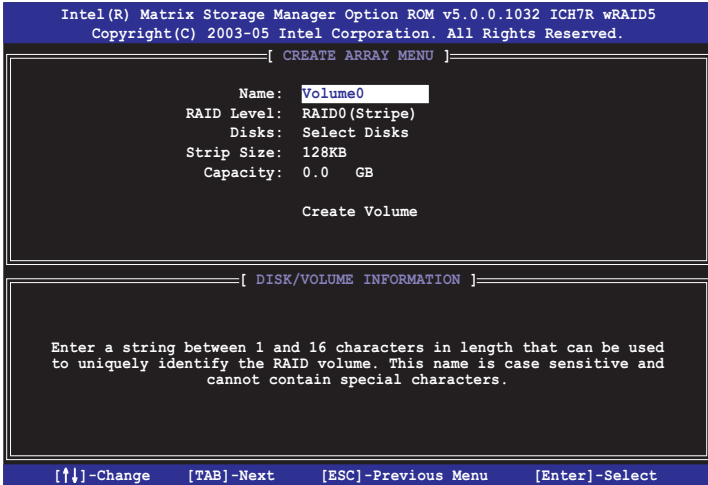 Intel(R) Matrix Storage Manager Option ROM v5.0.0.1032 ICH7R wRAID5
Copyright(C) 2003-05 Intel Corporation. All Rights Reserved.
[ CREATE ARRAY MENU ]
Name: Volume0
RAID Level: RAID0(Stripe)
Disks: Select Disks
Strip Size: 128KB
Capacity: 0.0 GB
Create Volume
[ DISK/VOLUME INFORMATION ]
Enter a string between 1 and 16 characters in length that can be used
to uniquely identify the RAID volume. This name is case sensitive and
cannot contain special characters.
[↑↓]-Change [TAB]-Next [ESC]-Previous Menu [Enter]-Select